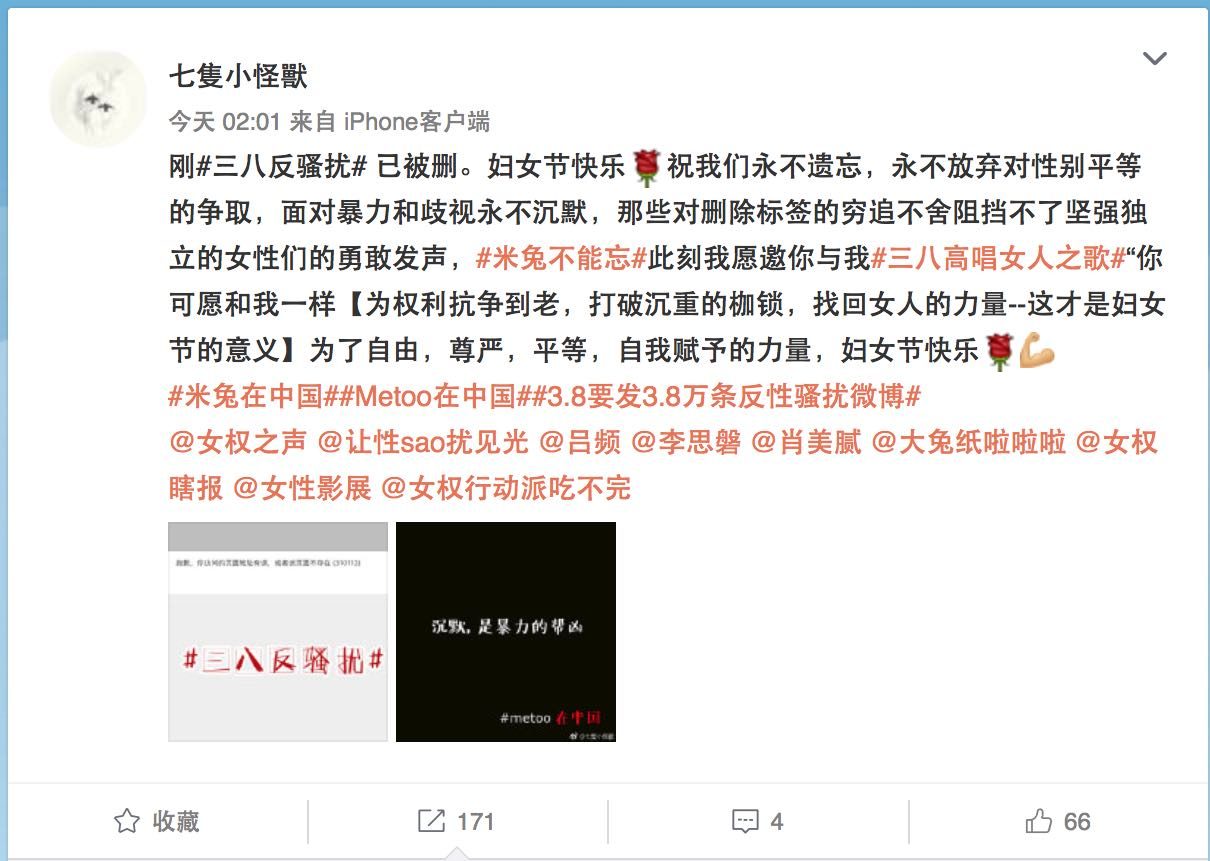 七隻小怪獸
今天 02:01 来自 iPhone客户端
刚#三八反骚扰# 已被删。妇女节快乐🌹祝我们永不遗忘，永不放弃对性别平等
的争取，面对暴力和歧视永不沉默，那些对删除标签的穷追不舍阻挡不了坚强独
立的女性们的勇敢发声，#米兔不能忘#此刻我愿邀你与我#三八高唱女人之歌#“你
可愿和我一样【为权利抗争到老，打破沉重的枷锁，找回女人的力量--这才是妇女
节的意义】为了自由，尊严，平等，自我赋予的力量，妇女节快乐🌹💪🏼
#米兔在中国##Metoo在中国##3.8要发3.8万条反性骚扰微博#
@女权之声 @让性sao扰见光 @吕频 @李思磐 @肖美腻 @大兔纸啦啦啦 @女权
瞎报 @女性影展 @女权行动派吃不完
抱歉，你访问的页面地址有误，或者该页面不存在
#三八反骚扰#
沉默，是暴力的帮凶
#metoo 在中国
收藏
171
4
66